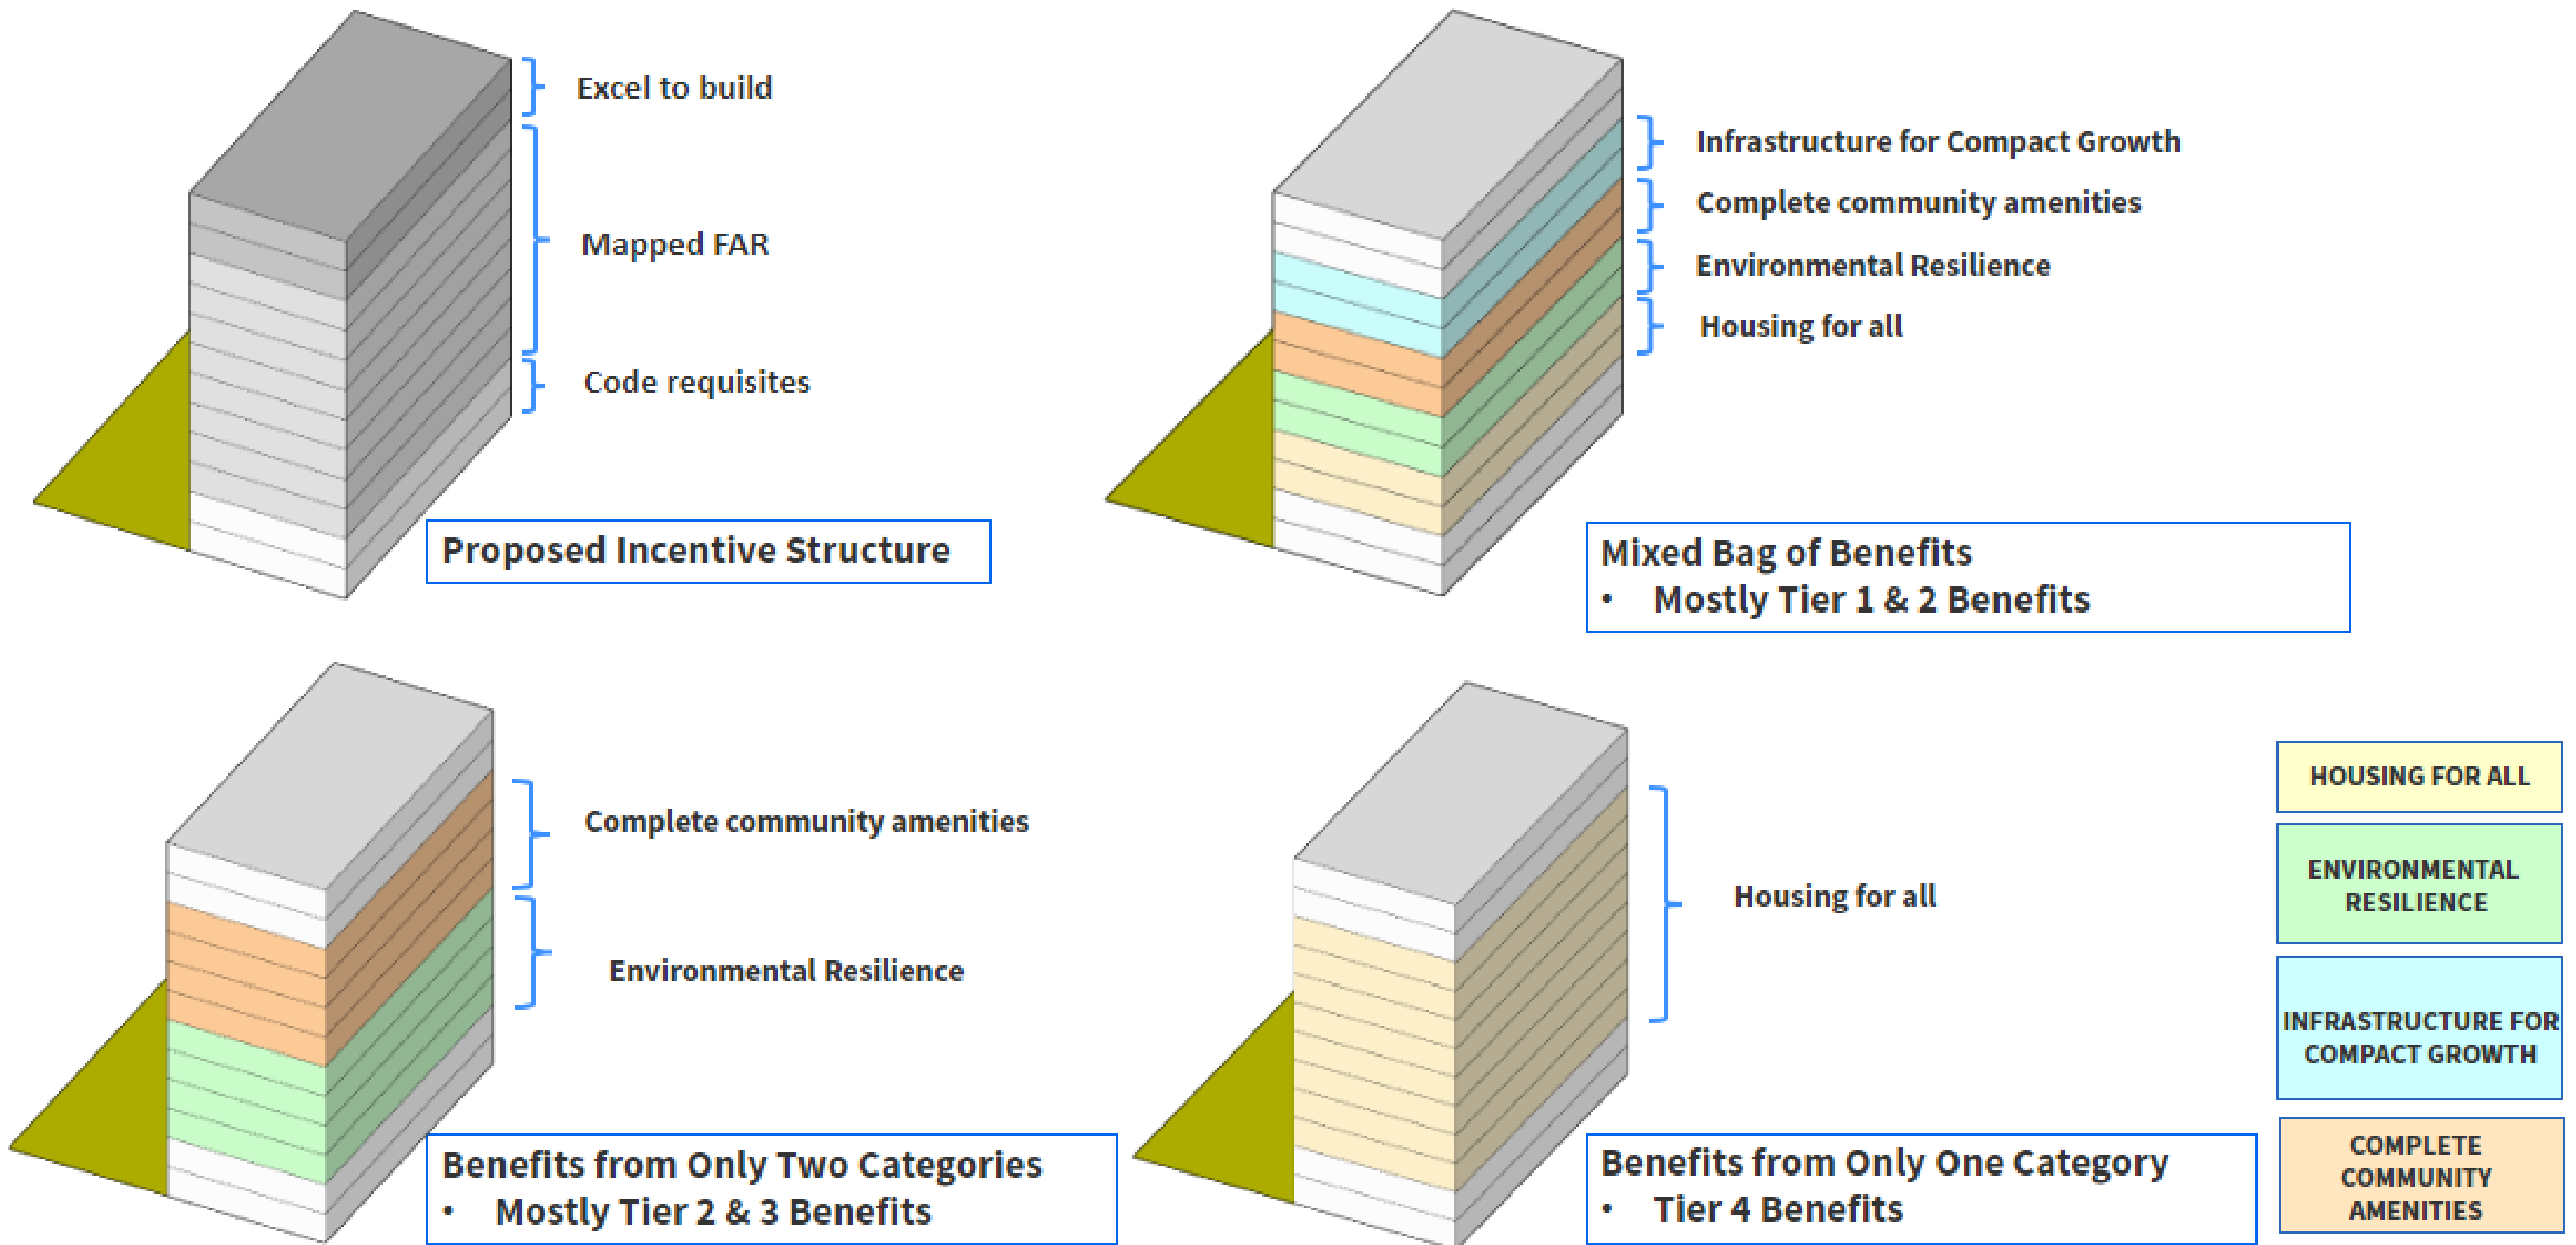 Excel to build
Mapped FAR
Code requisites
Proposed Incentive Structure
Infrastructure for Compact Growth
Complete community amenities
Environmental Resilience
Housing for all
Mixed Bag of Benefits
• Mostly Tier 1 & 2 Benefits
Complete community amenities
Environmental Resilience
Benefits from Only Two Categories
• Mostly Tier 2 & 3 Benefits
Housing for all
Benefits from Only One Category
• Tier 4 Benefits
HOUSING FOR ALL
ENVIRONMENTAL
RESILIENCE
INFRASTRUCTURE FOR
COMPACT GROWTH
COMPLETE
COMMUNITY
AMENITIES